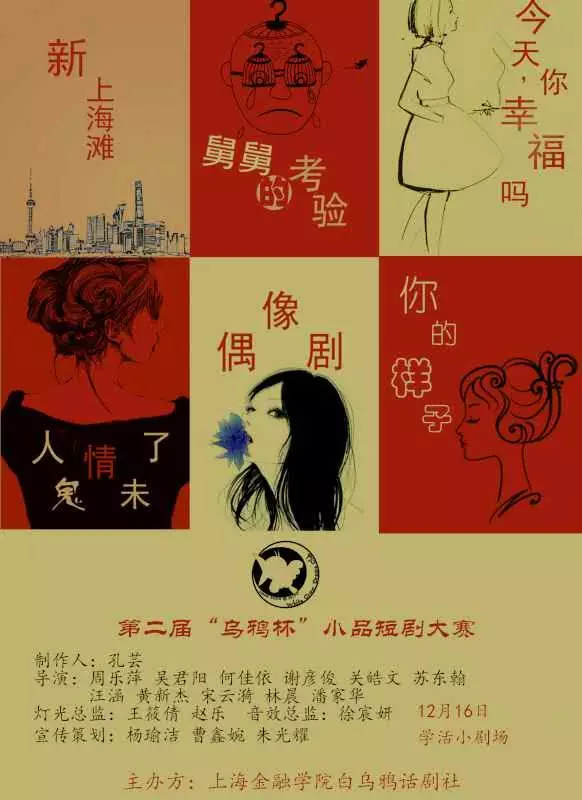 新上海滩
舅舅的考验
今天，你幸福吗
人鬼情未了
偶像剧
你的样子
第二届“乌鸦杯”小品短剧大赛
制作人：孔芸
导演：周乐萍 吴君阳 何佳依 谢彦俊 关皓文 苏东翰
汪涵 黄新杰 宋云漪 林晨 潘家华
灯光总监：王筱倩 赵乐 音效总监：徐宸妍
宣传策划：杨瑜洁 曹鑫婉 朱光耀
12月16日
学活小剧场
主办方：上海金融学院白乌鸦话剧社